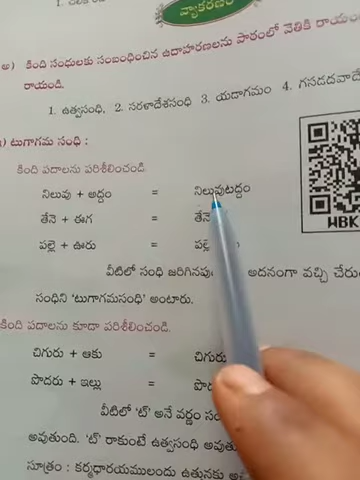 వ్యాకరణం
కింది సంధులకు సంబంధించిన ఉదాహరణలను పాఠంలో వెతికి రాయండి.
1. ఉత్వసంధి, 2. సరళాదేశసంధి 3. యడాగమం 4. గసడదవాదే
టుగాగమ సంధి :
కింది పదాలను పరిశీలించండి
నిలువు + అద్దం = నిలువుటద్దం
తేనె + ఈగ = తేనె
పల్లె + ఊరు =
వీటిలో సంధి జరిగినపు అదనంగా వచ్చి చేరు
సంధిని 'టుగాగమసంధి' అంటారు.
కింది పదాలను కూడా పరిశీలించండి.
చిగురు + ఆకు = చిగురు
పొదరు + ఇల్లు =
వీటిలో 'ట్' అనే వర్ణం
అవుతుంది. 'ట్' రాకుంటే ఉత్వసంధి
సూత్రం : కర్మధారయములందు ఉతునకు
WBK